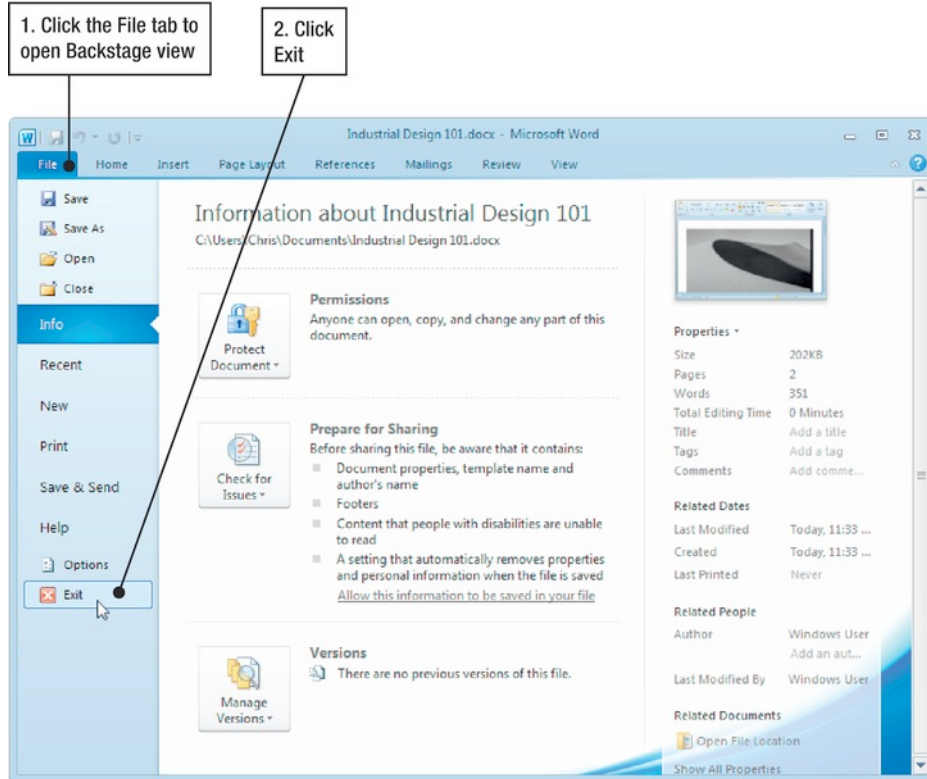 1. Click the File tab to
open Backstage view
2. Click
Exit
Industrial Design 101.docx - Microsoft Word
File Home Insert Page Layout References Mailings Review View
Save
Save As
Open
Close
Info
Recent
New
Print
Save & Send
Help
Options
Exit
Information about Industrial Design 101
C:\Users\Chris\Documents\Industrial Design 101.docx
Protect
Document
Permissions
Anyone can open, copy, and change any part of this
document.
Check for
Issues
Prepare for Sharing
Before sharing this file, be aware that it contains:
Document properties, template name and
author's name
Footers
Content that people with disabilities are unable
to read
A setting that automatically removes properties
and personal information when the file is saved
Allow this information to be saved in your file
Manage
Versions
Versions
There are no previous versions of this file.
Properties
Size 202KB
Pages 2
Words 351
Total Editing Time 0 Minutes
Title Add a title
Tags Add a tag
Comments Add comme...
Related Dates
Last Modified Today, 11:33 ...
Created Today, 11:33 ...
Last Printed Never
Related People
Author Windows User
Add an aut...
Last Modified By Windows User
Related Documents
Open File Location
Show All Properties